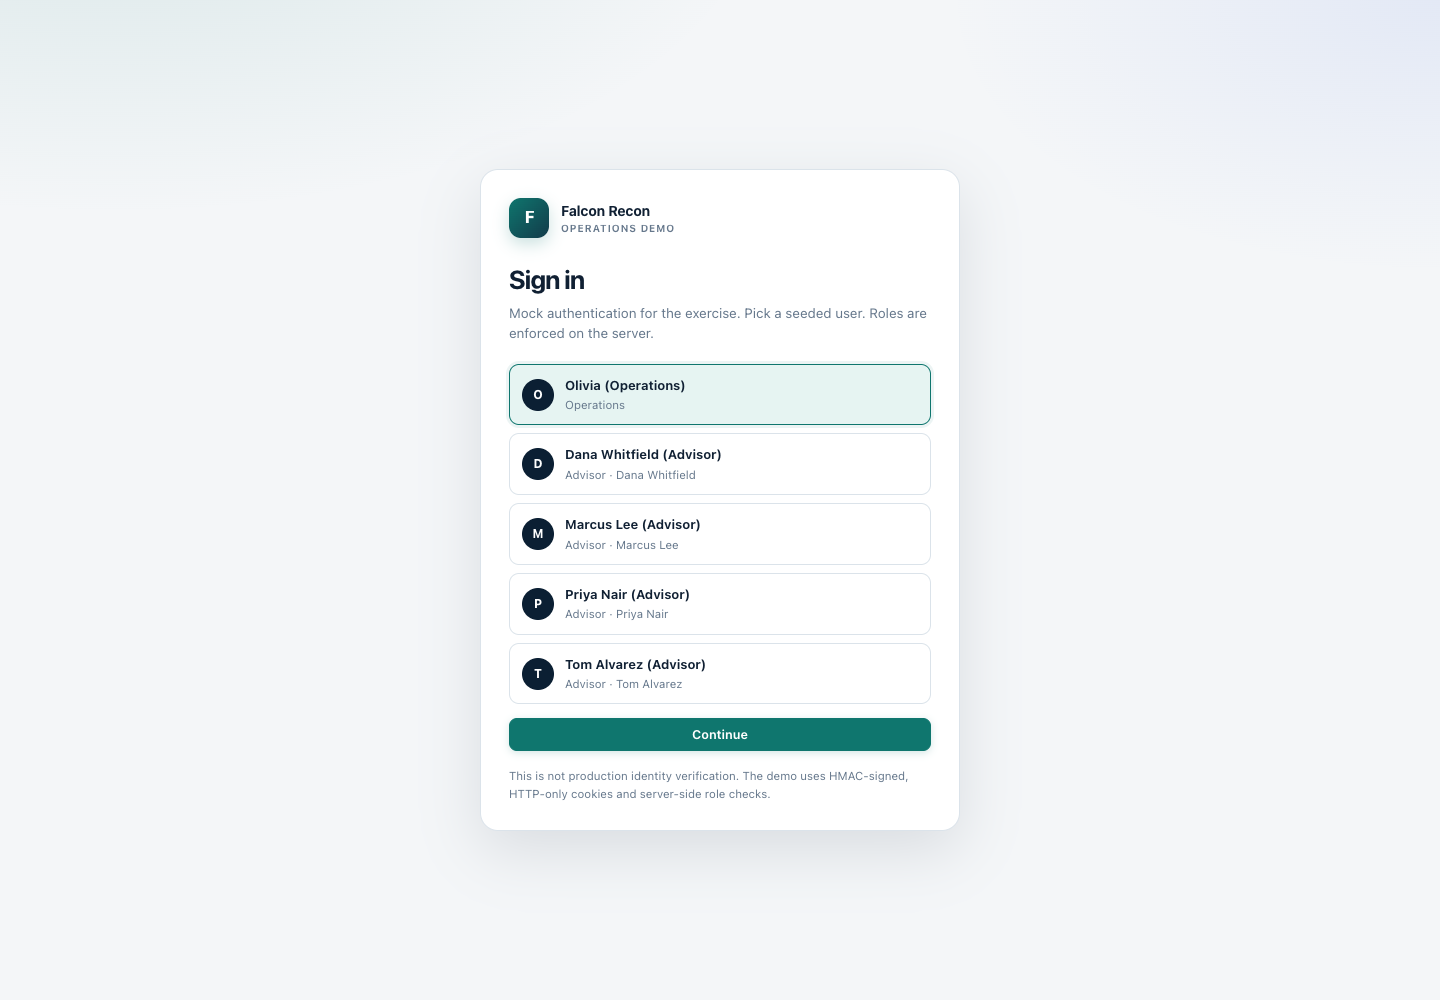 F
Falcon Recon
OPERATIONS DEMO
Sign in
Mock authentication for the exercise. Pick a seeded user. Roles are
enforced on the server.
O
Olivia (Operations)
Operations
D
Dana Whitfield (Advisor)
Advisor · Dana Whitfield
M
Marcus Lee (Advisor)
Advisor · Marcus Lee
P
Priya Nair (Advisor)
Advisor · Priya Nair
T
Tom Alvarez (Advisor)
Advisor · Tom Alvarez
Continue
This is not production identity verification. The demo uses HMAC-signed,
HTTP-only cookies and server-side role checks.